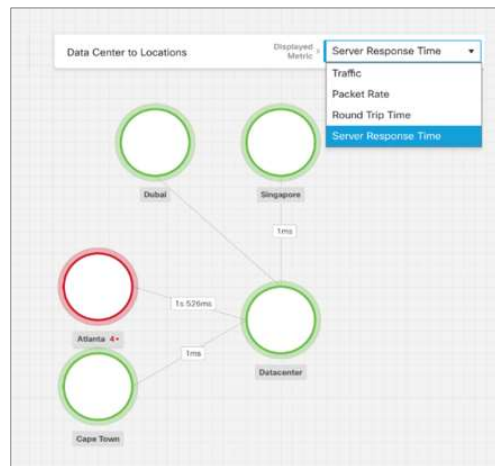 Data Center to Locations
Displayed Metric
Server Response Time
Traffic
Packet Rate
Round Trip Time
Server Response Time
Dubai
Singapore
1ms
1s 526ms
Atlanta 4
1ms
Datacenter
Cape Town